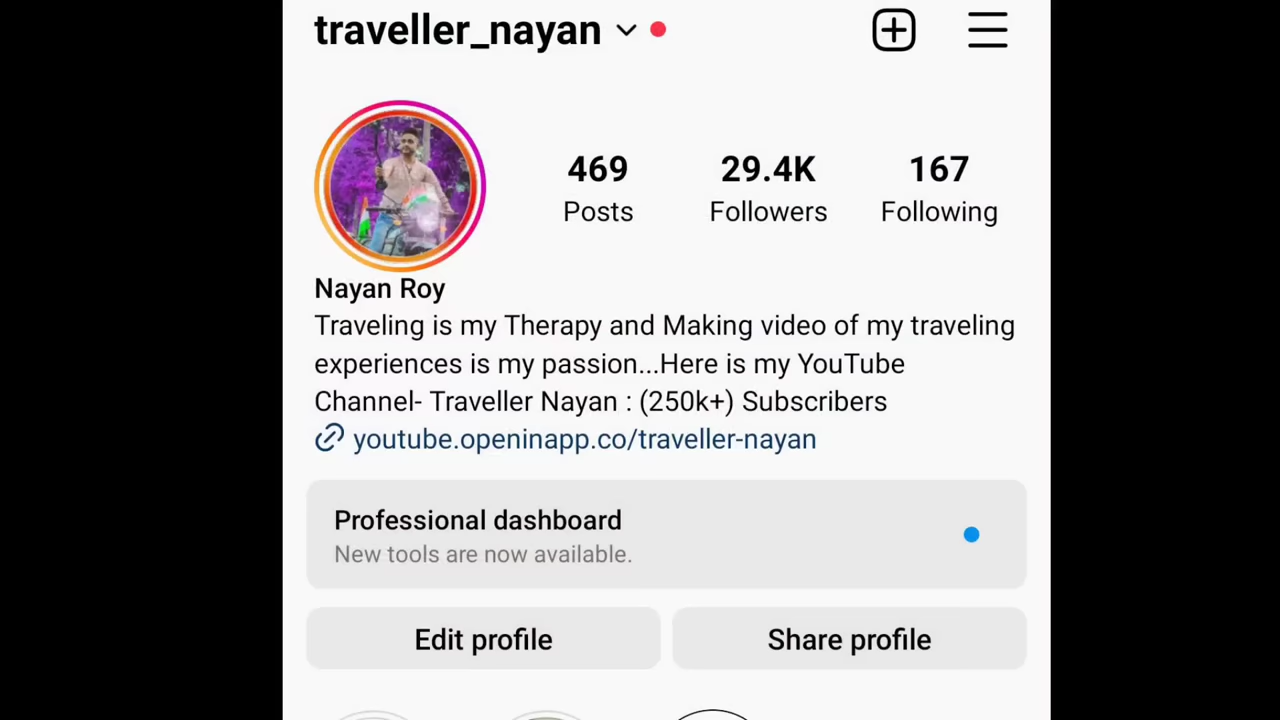 traveller_nayan
469
Posts
29.4K
Followers
167
Following
Nayan Roy
Traveling is my Therapy and Making video of my traveling
experiences is my passion...Here is my YouTube
Channel- Traveller Nayan : (250k+) Subscribers
youtube.openinapp.co/traveller-nayan
Professional dashboard
New tools are now available.
Edit profile
Share profile